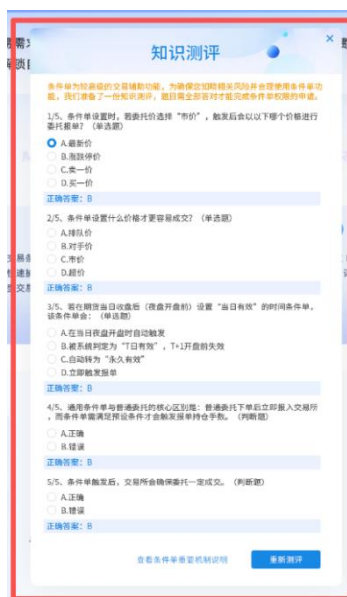 知识测评
×
条件单为较高级的交易辅助功能，为确保您知晓相关风险并合理使用条件单功
能，我们准备了一份知识测评，题目需全部答对才能完成条件单权限的申请。
1/5、条件单设置时，若委托价选择“市价”，触发后会以以下哪个价格进行
委托报单？（单选题）
A.最新价
B.涨跌停价
C.卖一价
D.买一价
正确答案：B
2/5、条件单设置什么价格才更容易成交？（单选题）
A.排队价
B.对手价
C.市价
D.超价
正确答案：B
3/5、若在期货当日收盘后（夜盘开盘前）设置“当日有效”的时间条件单，
该条件单会：（单选题）
A.在当日夜盘开盘时自动触发
B.被系统判定为“T日有效”，T+1开盘前失效
C.自动转为“永久有效”
D.立即触发报单
正确答案：B
4/5、通用条件单与普通委托的核心区别是：普通委托下单后立即报入交易所
，而条件单需满足预设条件才会触发报单持仓手数。（判断题）
A.正确
B.错误
正确答案：B
5/5、条件单触发后，交易所会确保委托一定成交。（判断题）
A.正确
B.错误
正确答案：B
查看条件单重要机制说明
重新测评